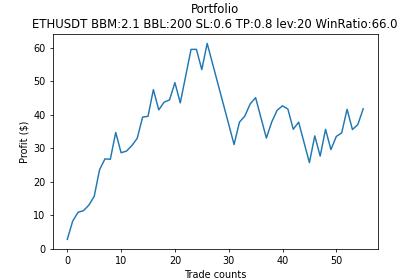 Portfolio
ETHUSDT BBM:2.1 BBL:200 SL:0.6 TP:0.8 lev:20 WinRatio:66.0
60
50
40
30
20
10
0
Profit ($)
0 10 20 30 40 50
Trade counts